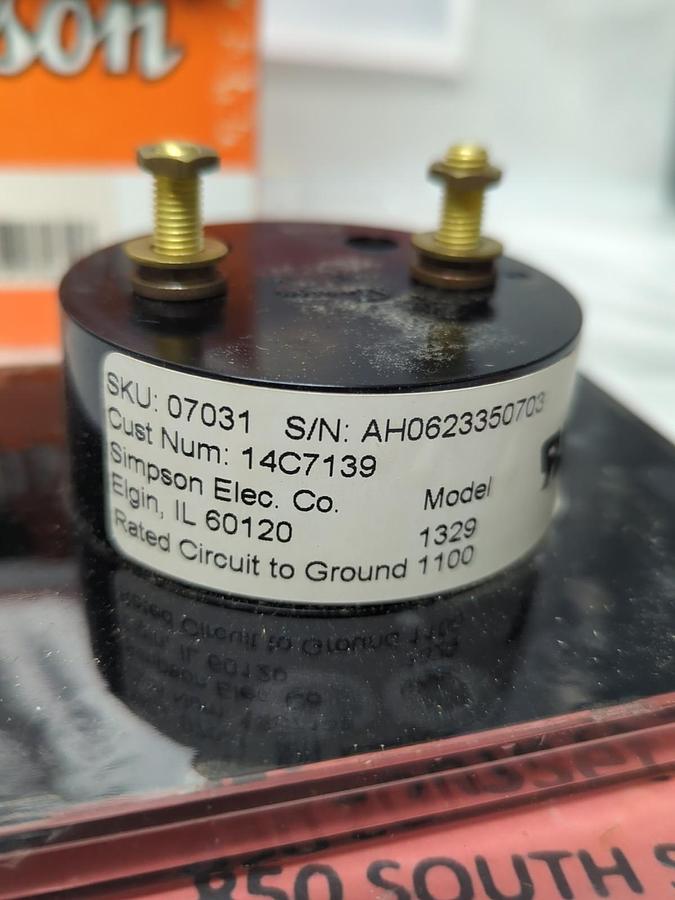 son
SKU: 07031 S/N: AH0623350703
Cust Num: 14C7139
Simpson Elec. Co. Model
Elgin, IL 60120 1329
Rated Circuit to Ground 1100
850 SOUTH